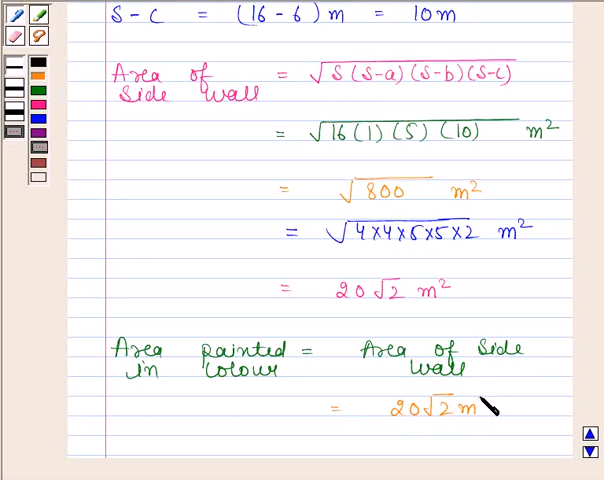 S - C = (16 - 6) m = 10m
Area of Side Wall = √S(S-a)(S-b)(S-c)
= √16(1)(5)(10) m²
= √800 m²
= √4×4×5×5×2 m²
= 20√2 m²
Area painted in colour = Area of Side Wall
= 20√2 m